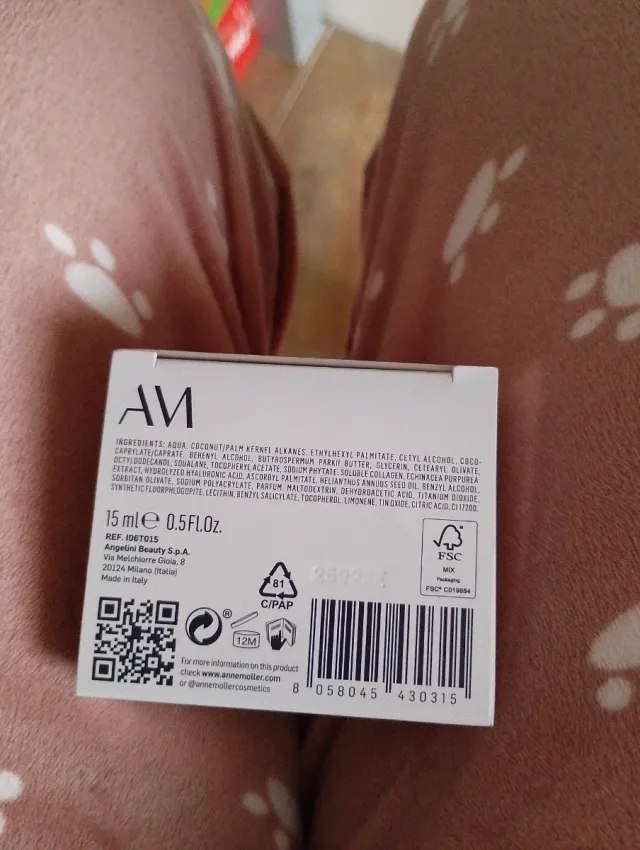 AM
INGREDIENTS: AQUA, COCONUT/PALM KERNEL ALKANES, ETHYLHEXYL PALMITATE, CETYL ALCOHOL, COCO-
CAPRYLATE/CAPRATE, BEHENYL ALCOHOL, BUTYROSPERMUM PARKII BUTTER, GLYCERIN, CETEARYL OLIVATE,
OCTYLDODECANOL, SQUALANE, TOCOPHERYL ACETATE, SODIUM PHYTATE, SOLUBLE COLLAGEN, ECHINACEA PURPUREA
EXTRACT, HYDROLYZED HYALURONIC ACID, ASCORBYL PALMITATE, HELIANTHUS ANNUUS SEED OIL, BENZYL ALCOHOL,
SORBITAN OLIVATE, SODIUM POLYACRYLATE, PARFUM, MALTODEXTRIN, DEHYDROACETIC ACID, TITANIUM DIOXIDE,
SYNTHETIC FLUORPHLOGOPITE, LECITHIN, BENZYL SALICYLATE, TOCOPHEROL, LIMONENE, TIN OXIDE, CITRIC ACID, CI 17200.
15 ml e 0.5Fl.Oz.
REF. I06T015
Angelini Beauty S.p.A.
Via Melchiorre Gioia, 8
20124 Milano (Italia)
Made in Italy
81
C/PAP
FSC
MIX
Packaging
FSC® C019884
®
12M
For more information on this product
check www.annemoller.com
or @annemollercosmetics
8 058045 430315